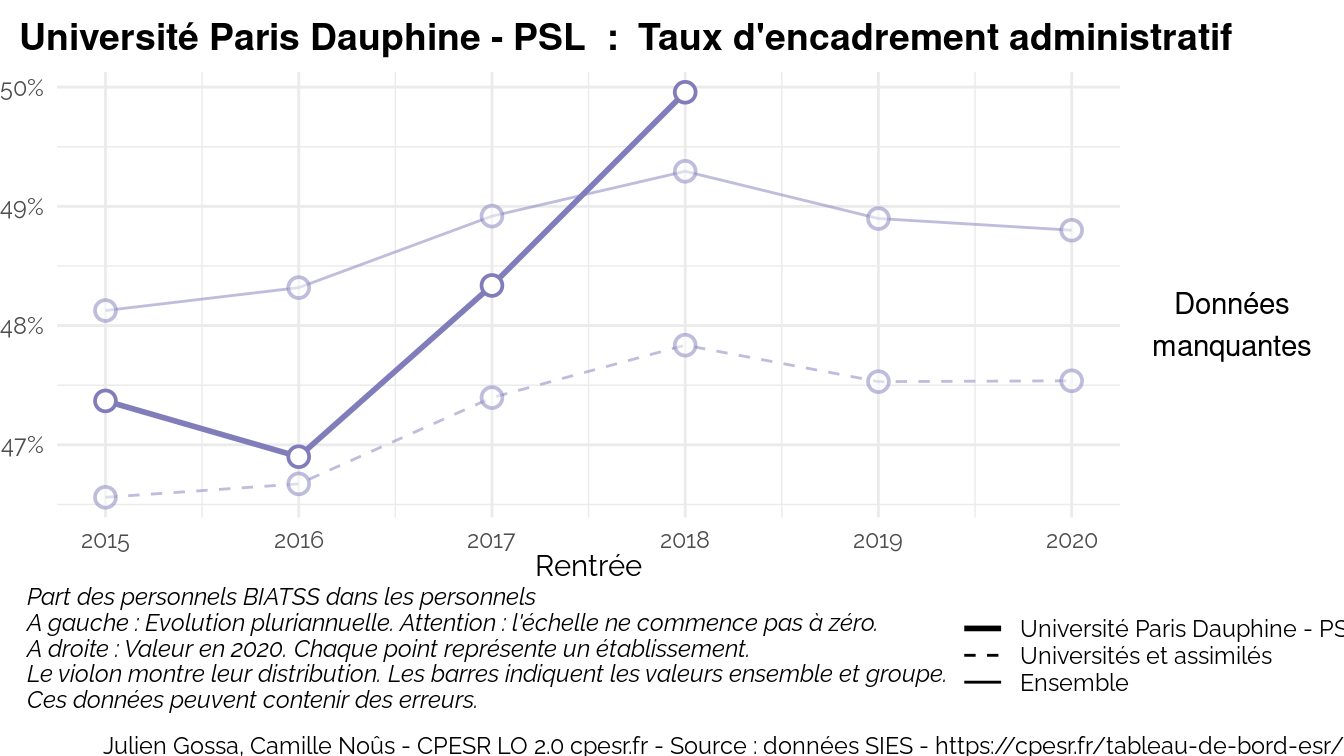 Université Paris Dauphine - PSL : Taux d'encadrement administratif
50%
49%
48%
47%
2015 2016 2017 2018 2019 2020
Rentrée
Données
manquantes
Part des personnels BIATSS dans les personnels
A gauche : Evolution pluriannuelle. Attention : l'échelle ne commence pas à zéro.
A droite : Valeur en 2020. Chaque point représente un établissement.
Le violon montre leur distribution. Les barres indiquent les valeurs ensemble et groupe.
Ces données peuvent contenir des erreurs.
Université Paris Dauphine - PS
Universités et assimilés
Ensemble
Julien Gossa, Camille Noûs - CPESR LO 2.0 cpesr.fr - Source : données SIES - https://cpesr.fr/tableau-de-bord-esr/